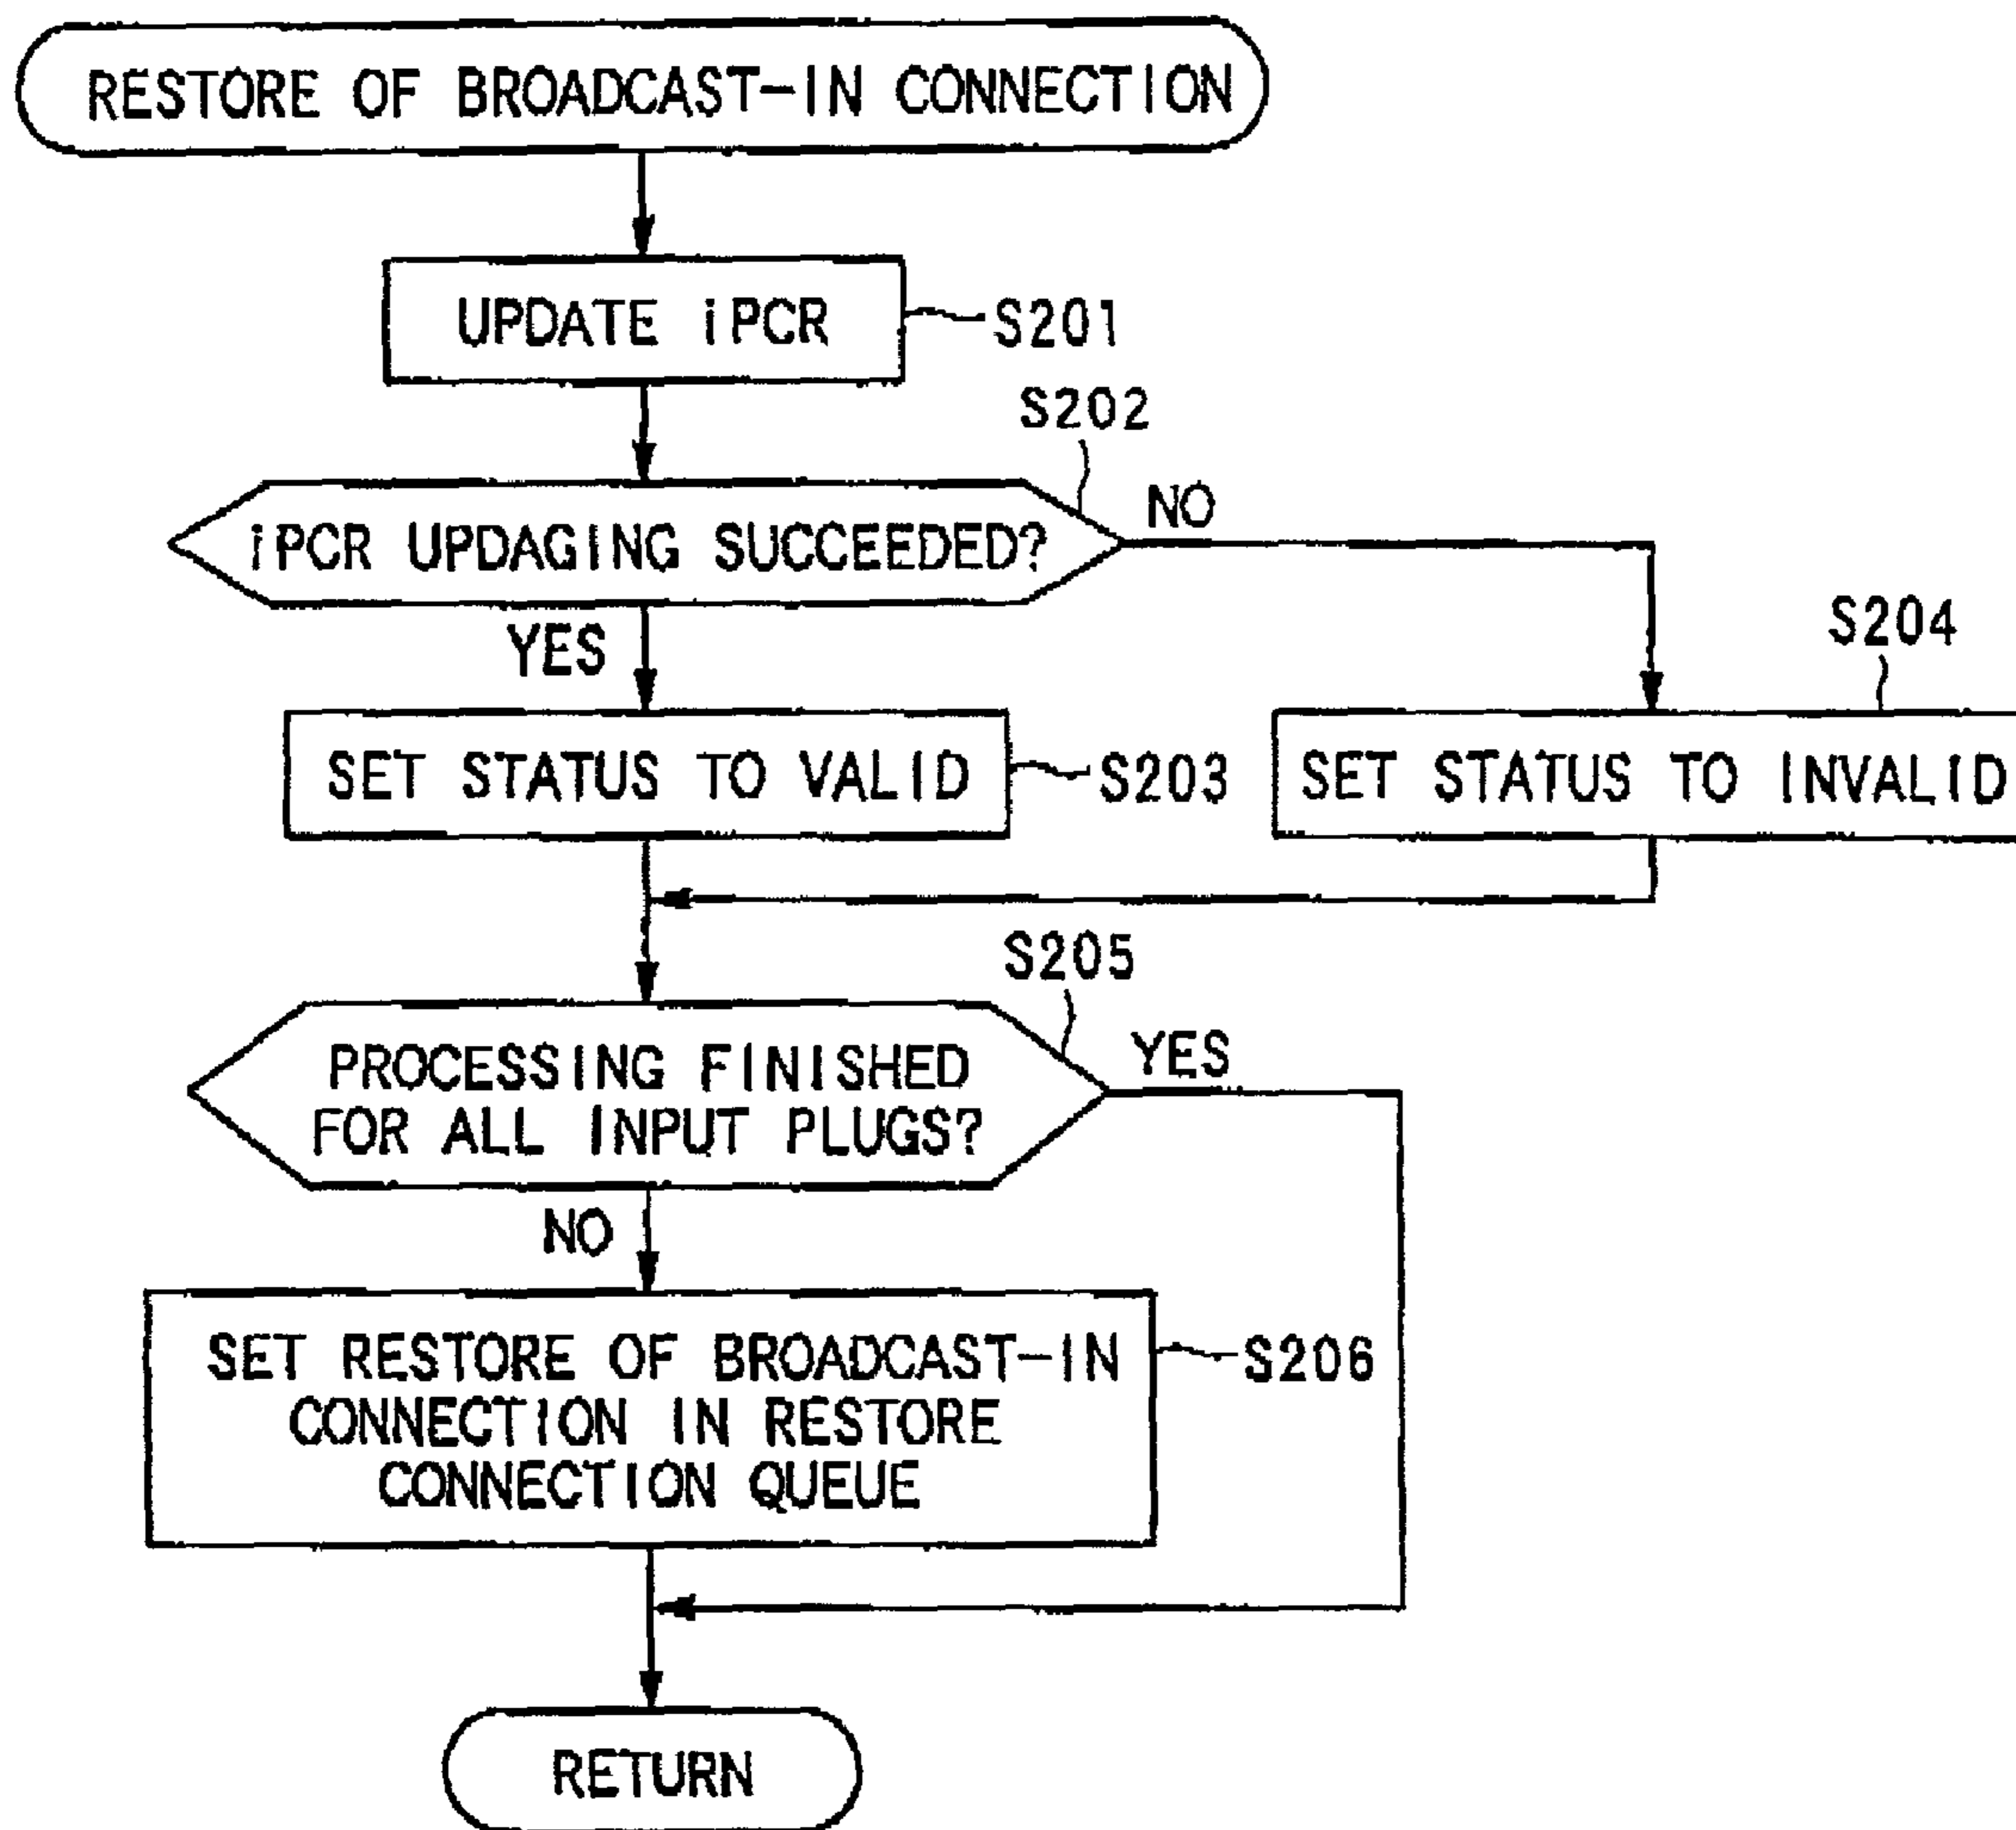 RESTORE OF BROADCAST-IN CONNECTION
UPDATE iPCR
S201
S202
iPCR UPDAGING SUCCEEDED?
NO
YES
S204
SET STATUS TO VALID
S203
SET STATUS TO INVALID
S205
PROCESSING FINISHED
FOR ALL INPUT PLUGS?
YES
NO
SET RESTORE OF BROADCAST-IN
CONNECTION IN RESTORE
CONNECTION QUEUE
S206
RETURN